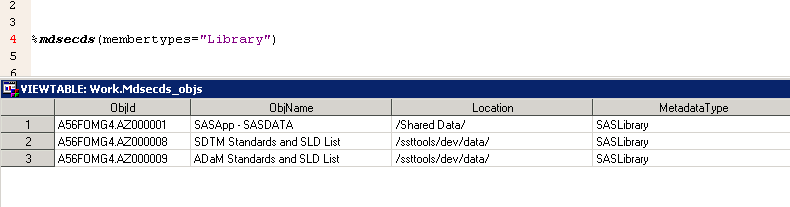 2
3
4 %mdsecds(membertypes="Library")
5
6
VIEWTABLE: Work.Mdsecds_objs
ObjId ObjName Location MetadataType
1 A56FOMG4.AZ000001 SASApp - SASDATA /Shared Data/ SASLibrary
2 A56FOMG4.AZ000008 SDTM Standards and SLD List /ssttools/dev/data/ SASLibrary
3 A56FOMG4.AZ000009 ADaM Standards and SLD List /ssttools/dev/data/ SASLibrary